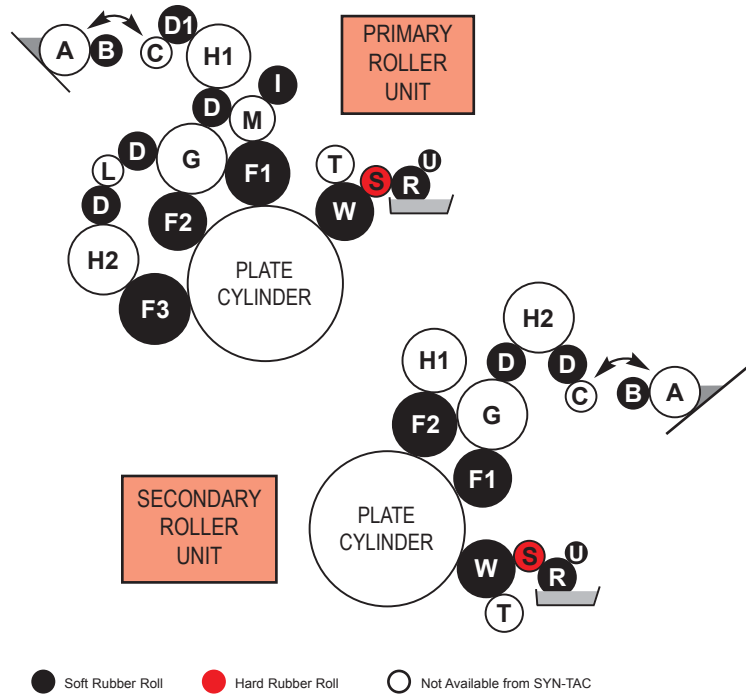 D1
A
B
C
H1
PRIMARY
ROLLER
UNIT
I
D
M
D
G
F1
T
U
L
S
R
D
F2
W
H2
PLATE
CYLINDER
F3
H2
H1
D
D
C
B
A
F2
G
F1
SECONDARY
ROLLER
UNIT
PLATE
CYLINDER
W
S
U
R
T
Soft Rubber Roll
Hard Rubber Roll
Not Available from SYN-TAC